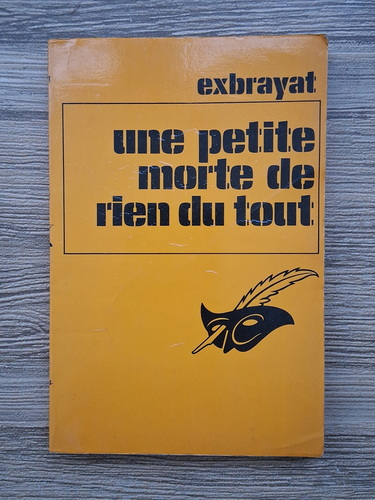 exbrayat
une petite
morte de
rien du tout